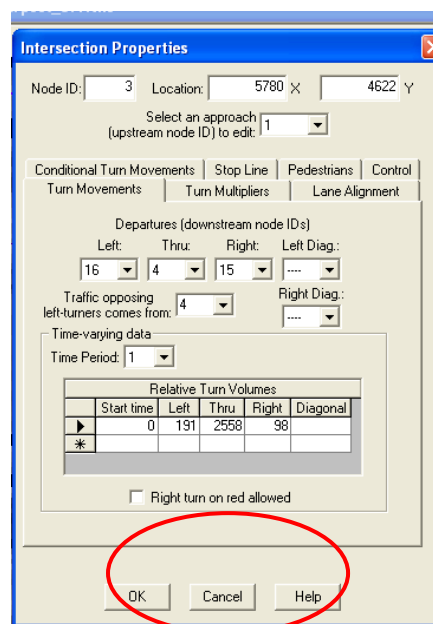 Intersection Properties
Node ID: 3 Location: 5780 X 4622 Y
Select an approach
(upstream node ID) to edit: 1
Conditional Turn Movements Stop Line Pedestrians Control
Turn Movements Turn Multipliers Lane Alignment
Departures (downstream node IDs)
Left: Thru: Right: Left Diag.:
16 4 15 ----
Traffic opposing
left-turners comes from: 4
Right Diag.:
----
Time-varying data
Time Period: 1
Relative Turn Volumes
Start time Left Thru Right Diagonal
0 191 2558 98
Right turn on red allowed
OK Cancel Help